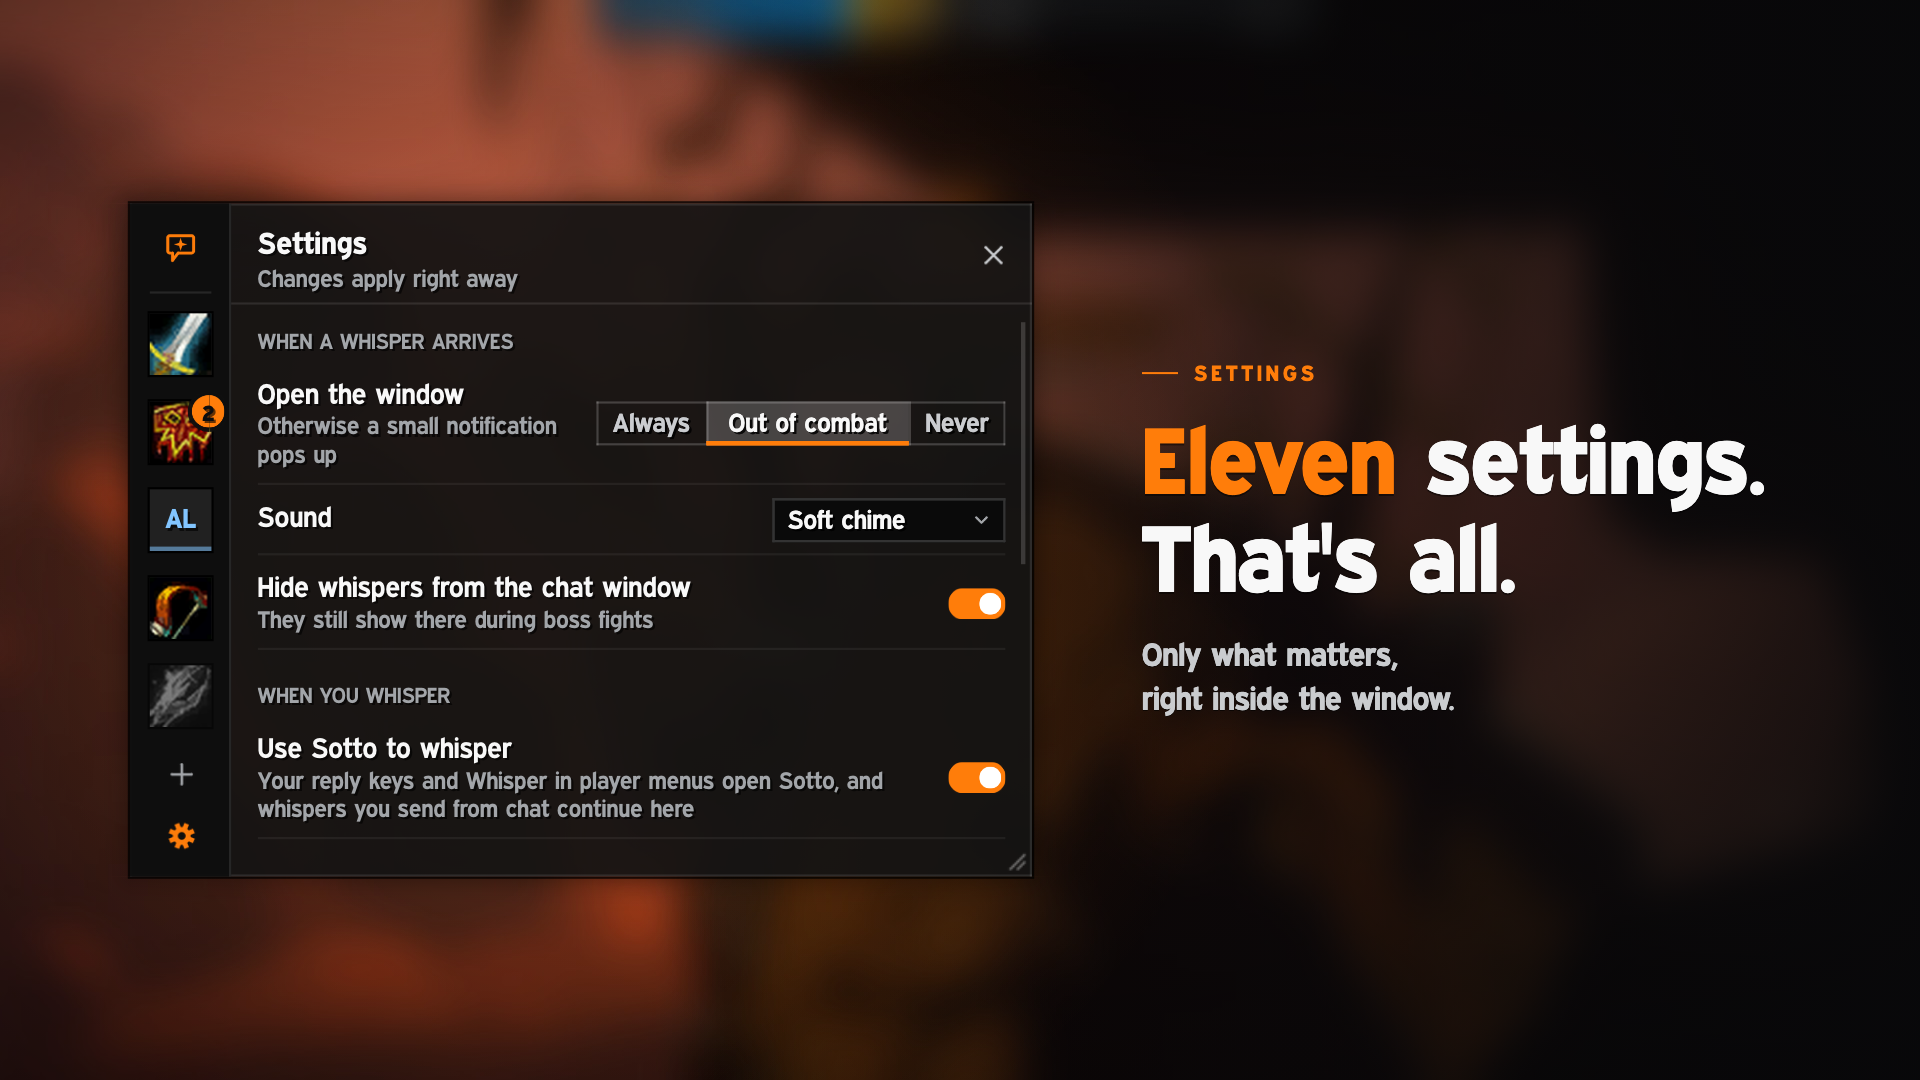 Settings
Changes apply right away
WHEN A WHISPER ARRIVES
Open the window
Otherwise a small notification
pops up
Always
Out of combat
Never
Sound
Soft chime
Hide whispers from the chat window
They still show there during boss fights
WHEN YOU WHISPER
Use Sotto to whisper
Your reply keys and Whisper in player menus open Sotto, and
whispers you send from chat continue here
2
AL
SETTINGS
Eleven settings.
That's all.
Only what matters,
right inside the window.